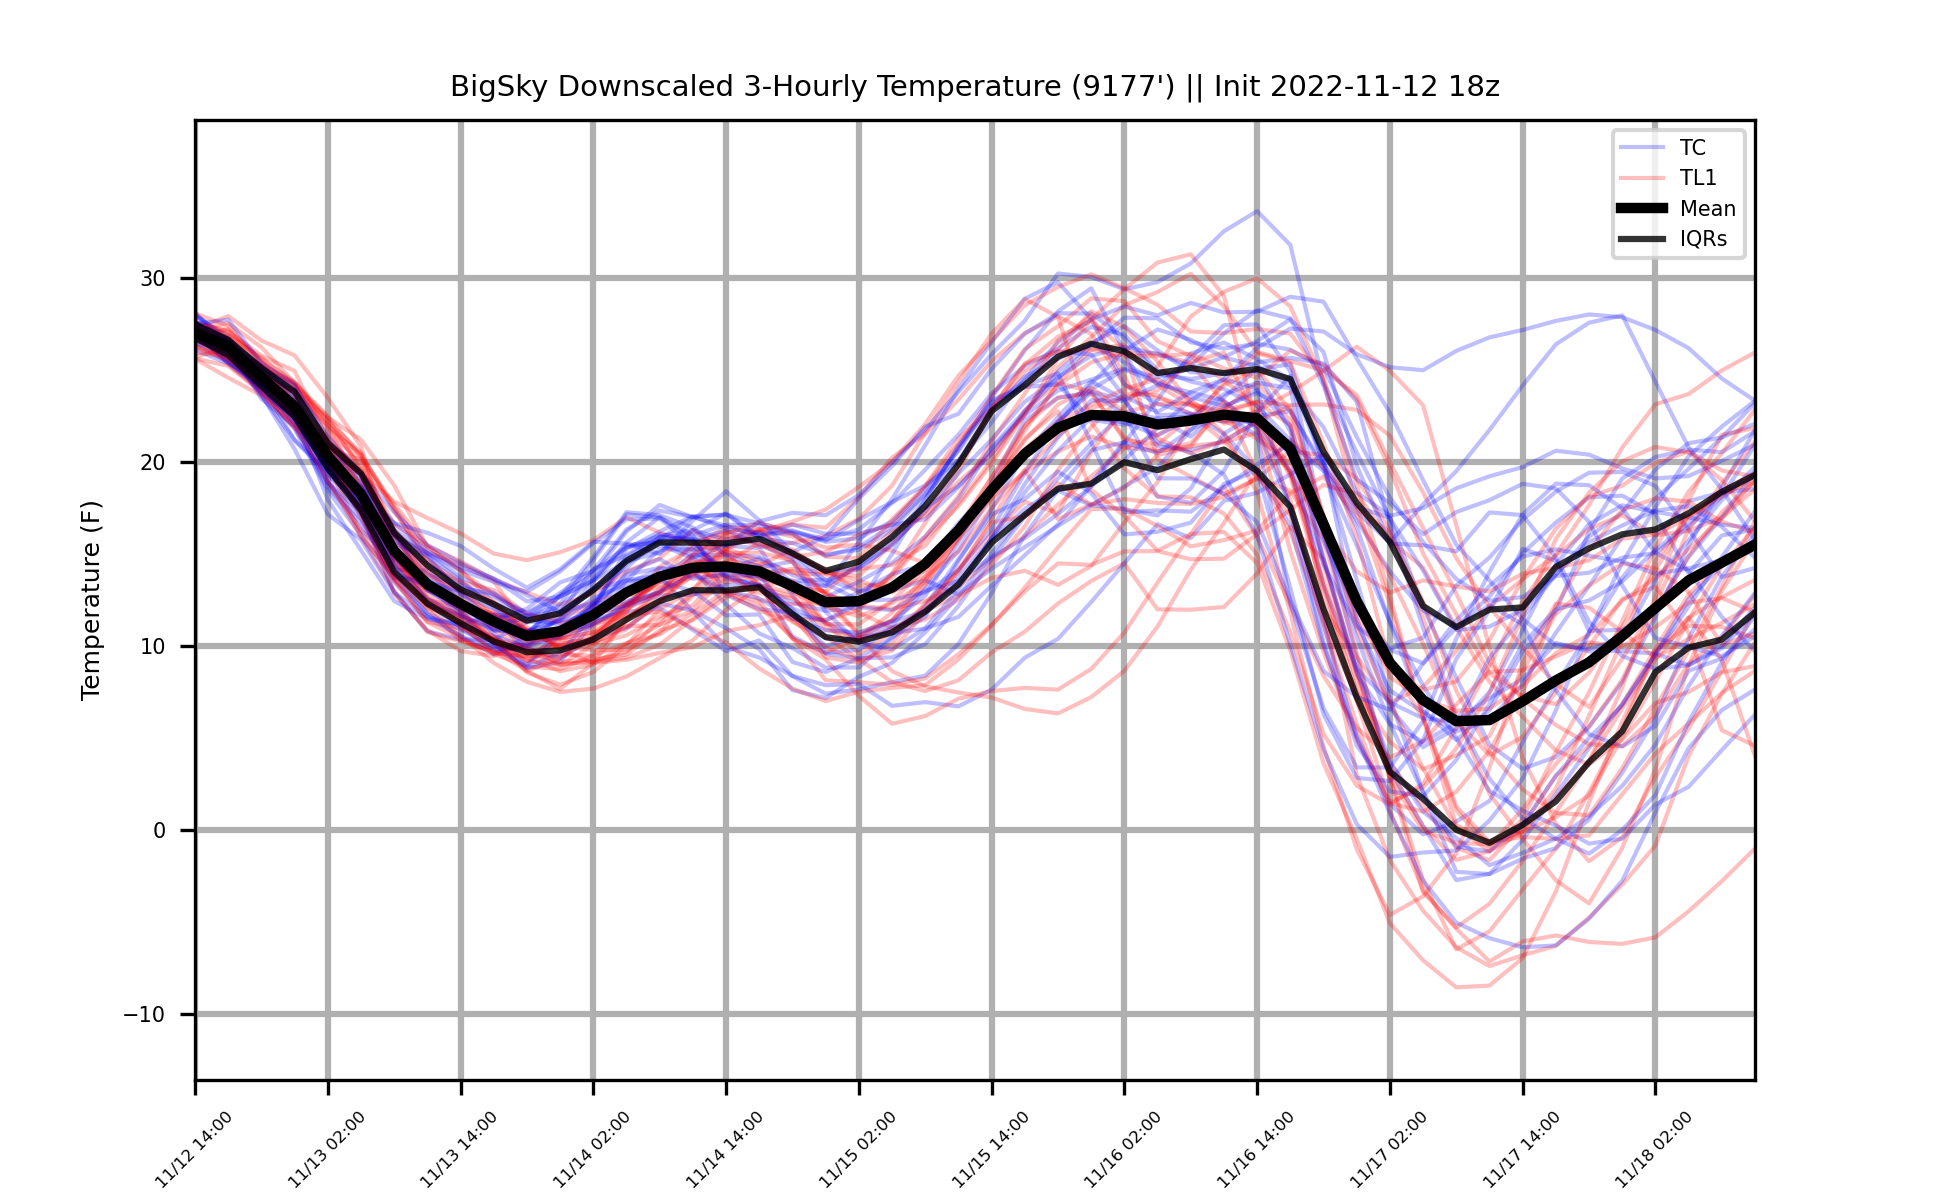 BigSky Downscaled 3-Hourly Temperature (9177') || Init 2022-11-12 18z
TC
TL1
Mean
IQRs
Temperature (F)
30
20
10
0
−10
11/12 14:00
11/13 02:00
11/13 14:00
11/14 02:00
11/14 14:00
11/15 02:00
11/15 14:00
11/16 02:00
11/16 14:00
11/17 02:00
11/17 14:00
11/18 02:00